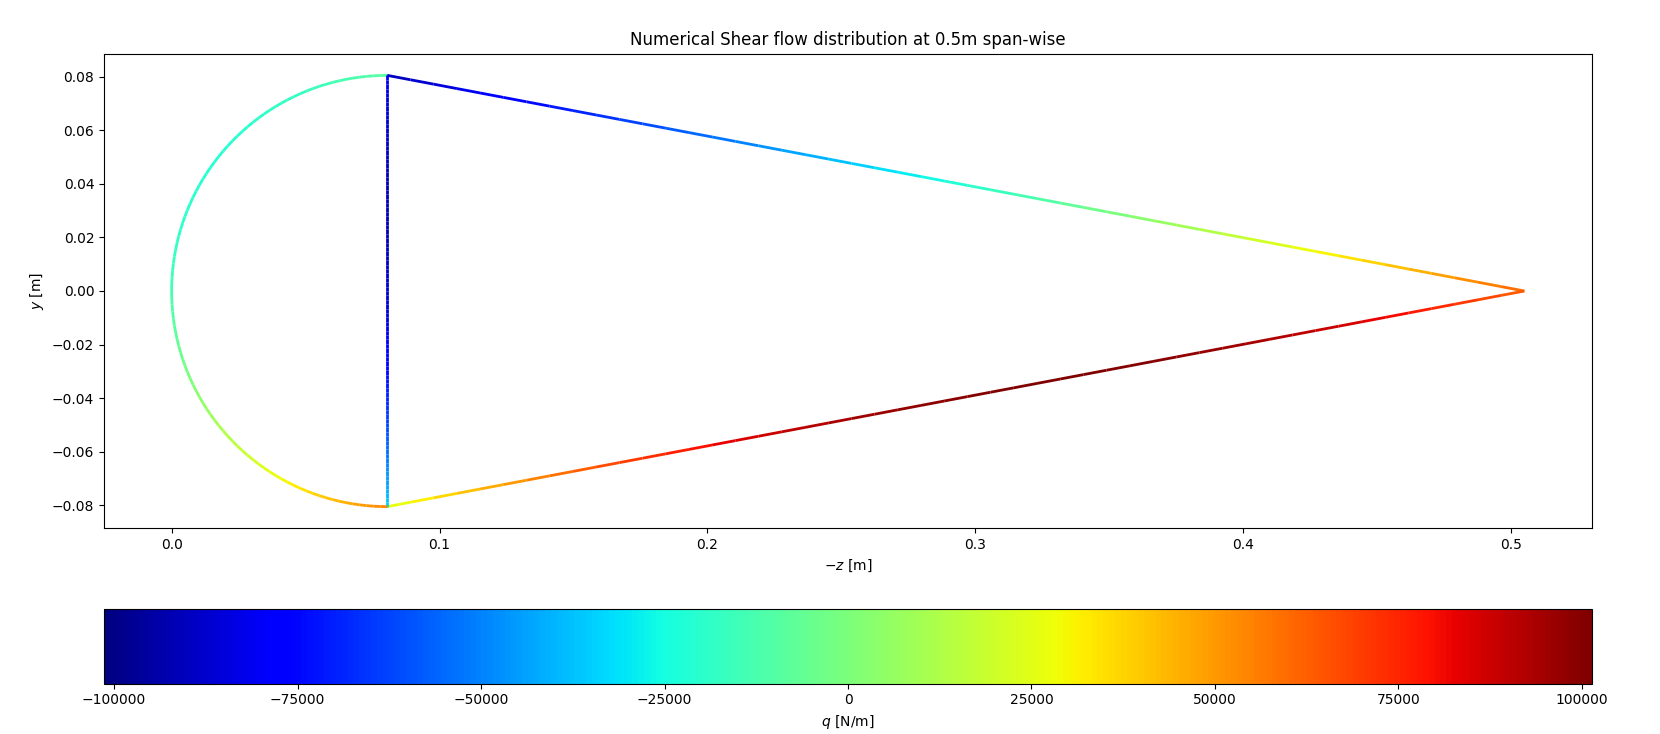 Numerical Shear flow distribution at 0.5m span-wise
0.08
0.06
0.04
0.02
0.00
−0.02
−0.04
−0.06
−0.08
y [m]
0.0 0.1 0.2 0.3 0.4 0.5
−z [m]
−100000 −75000 −50000 −25000 0 25000 50000 75000 100000
q [N/m]